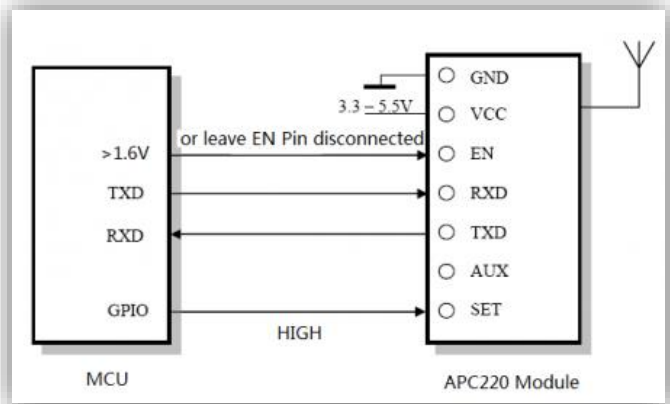 GND
3.3 – 5.5V
VCC
or leave EN Pin disconnected
>1.6V
EN
TXD
RXD
RXD
TXD
AUX
GPIO
SET
HIGH
MCU
APC220 Module